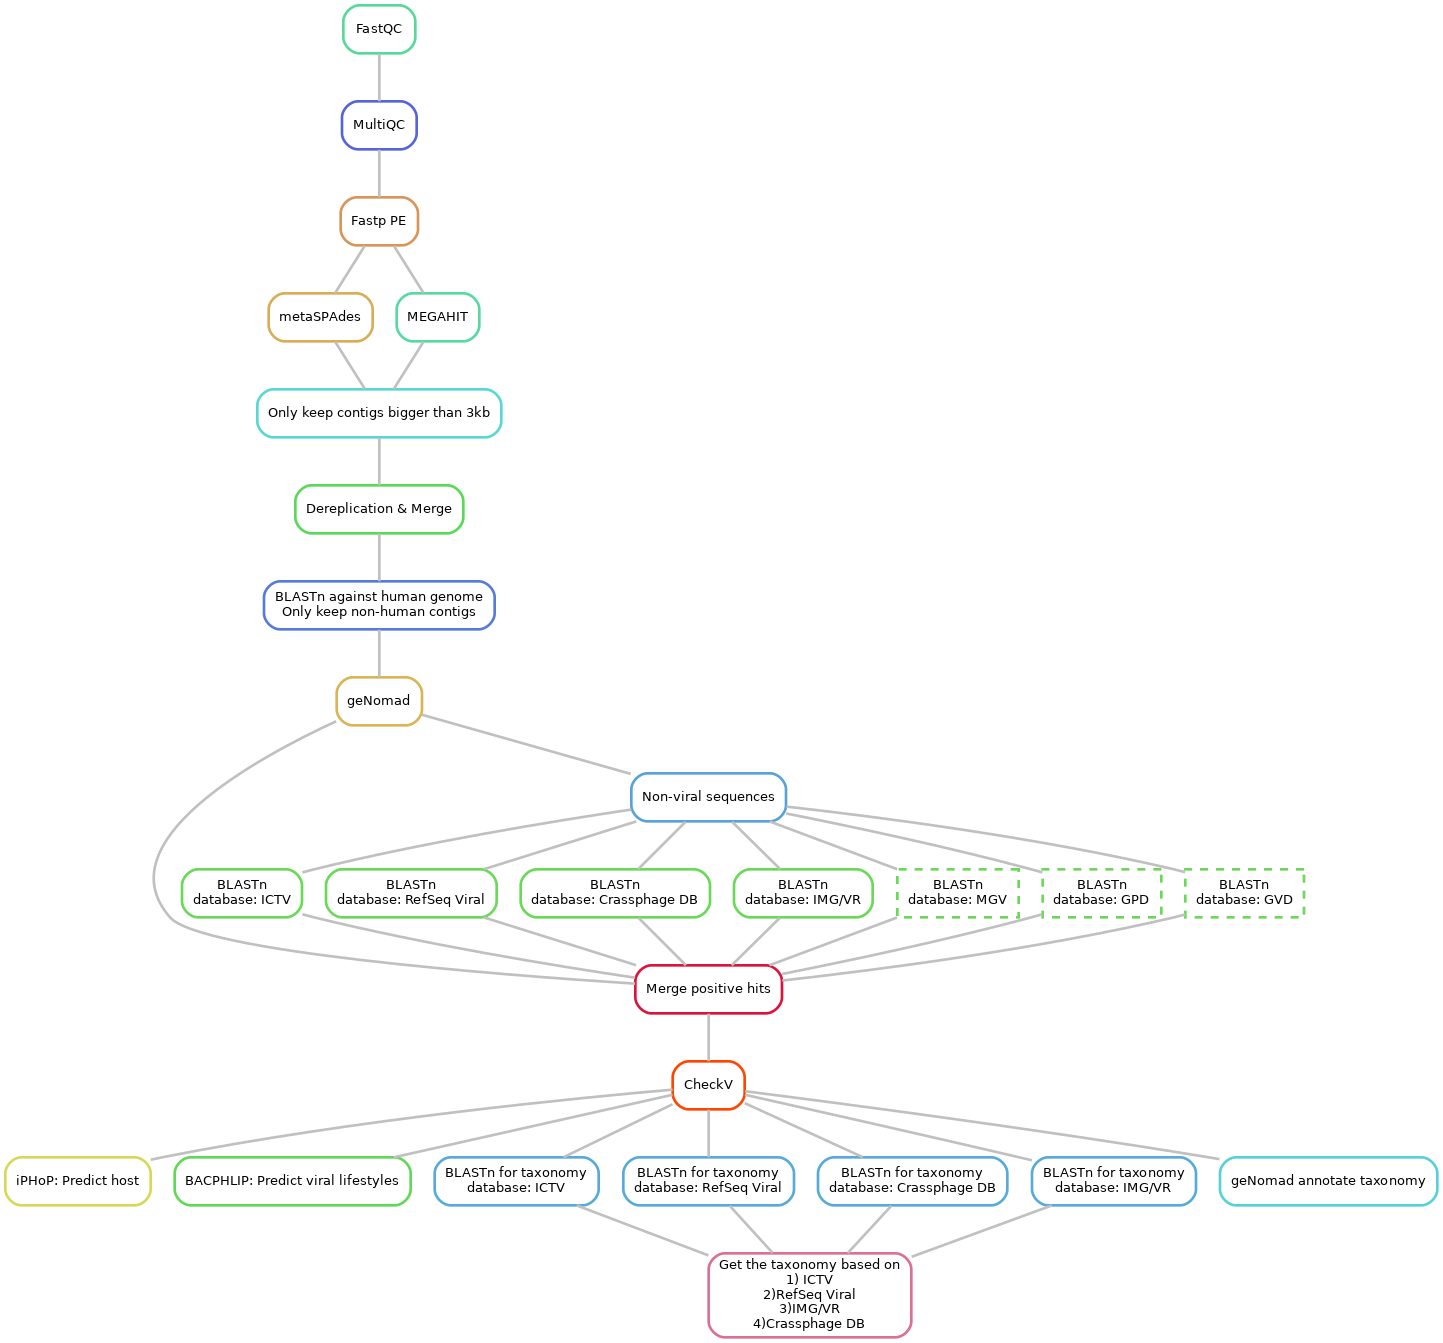 FastQC
MultiQC
Fastp PE
metaSPAdes
MEGAHIT
Only keep contigs bigger than 3kb
Dereplication & Merge
BLASTn against human genome
Only keep non-human contigs
geNomad
Non-viral sequences
BLASTn
database: ICTV
BLASTn
database: RefSeq Viral
BLASTn
database: Crassphage DB
BLASTn
database: IMG/VR
BLASTn
database: MGV
BLASTn
database: GPD
BLASTn
database: GVD
Merge positive hits
CheckV
iPHoP: Predict host
BACPHLIP: Predict viral lifestyles
BLASTn for taxonomy
database: ICTV
BLASTn for taxonomy
database: RefSeq Viral
BLASTn for taxonomy
database: Crassphage DB
BLASTn for taxonomy
database: IMG/VR
geNomad annotate taxonomy
Get the taxonomy based on
1) ICTV
2)RefSeq Viral
3)IMG/VR
4)Crassphage DB